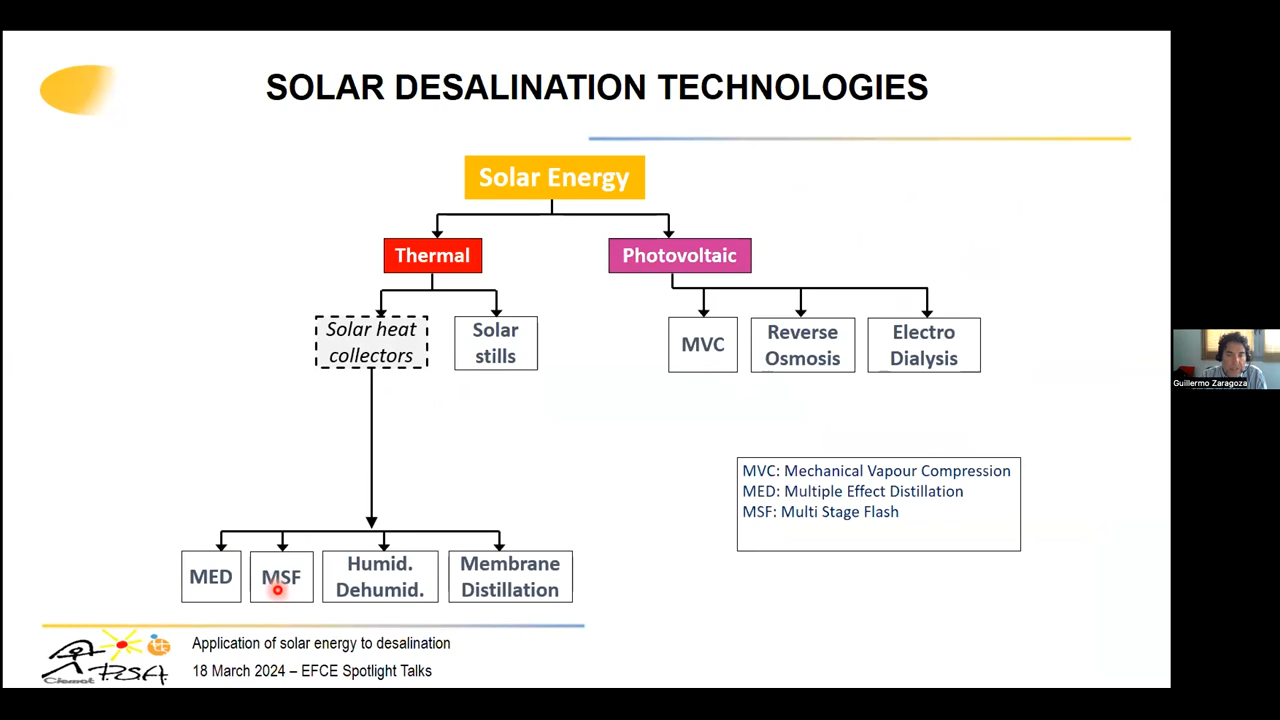 SOLAR DESALINATION TECHNOLOGIES
Solar Energy
Thermal
Photovoltaic
Solar heat
collectors
Solar
stills
MVC
Reverse
Osmosis
Electro
Dialysis
MVC: Mechanical Vapour Compression
MED: Multiple Effect Distillation
MSF: Multi Stage Flash
MED
MSF
Humid.
Dehumid.
Membrane
Distillation
Application of solar energy to desalination
18 March 2024 – EFCE Spotlight Talks
Ciemat
PSA
Guillermo Zaragoza